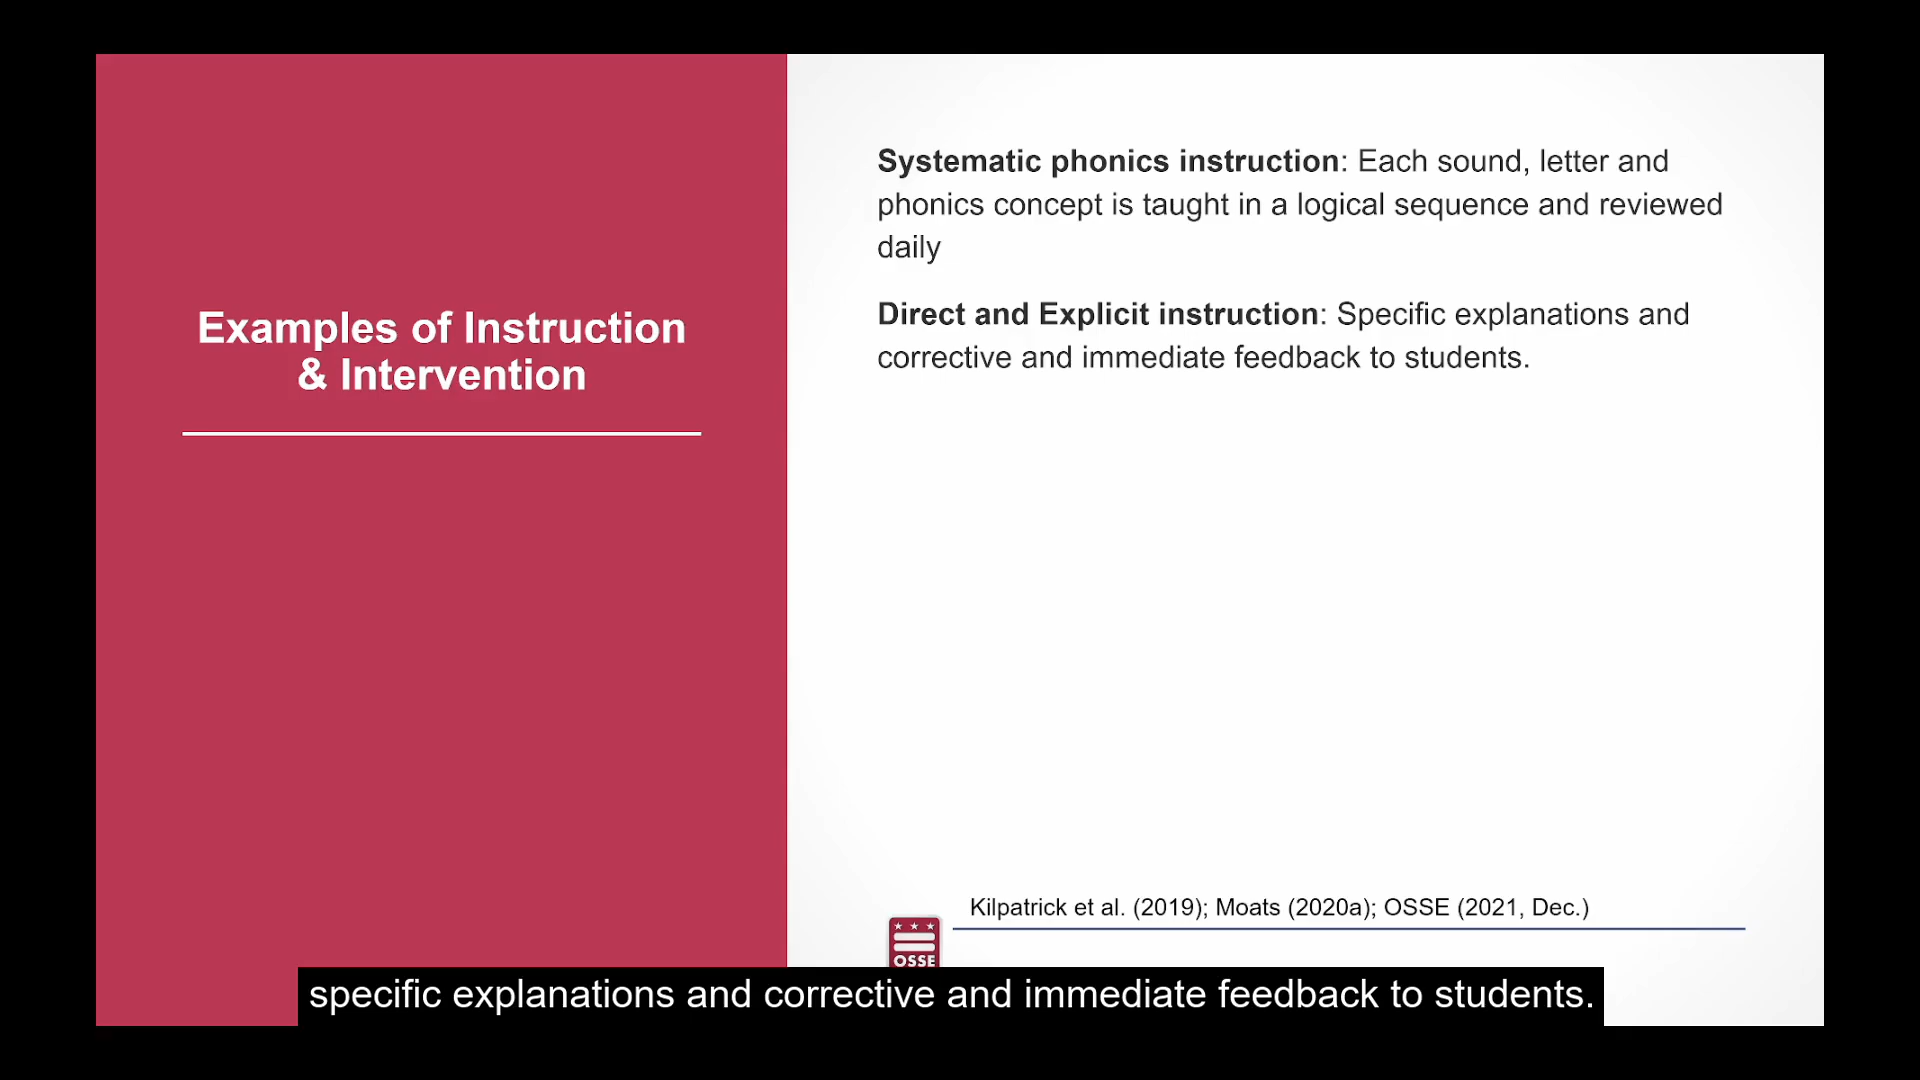 Examples of Instruction
& Intervention
Systematic phonics instruction: Each sound, letter and
phonics concept is taught in a logical sequence and reviewed
daily
Direct and Explicit instruction: Specific explanations and
corrective and immediate feedback to students.
Kilpatrick et al. (2019); Moats (2020a); OSSE (2021, Dec.)
OSSE
specific explanations and corrective and immediate feedback to students.